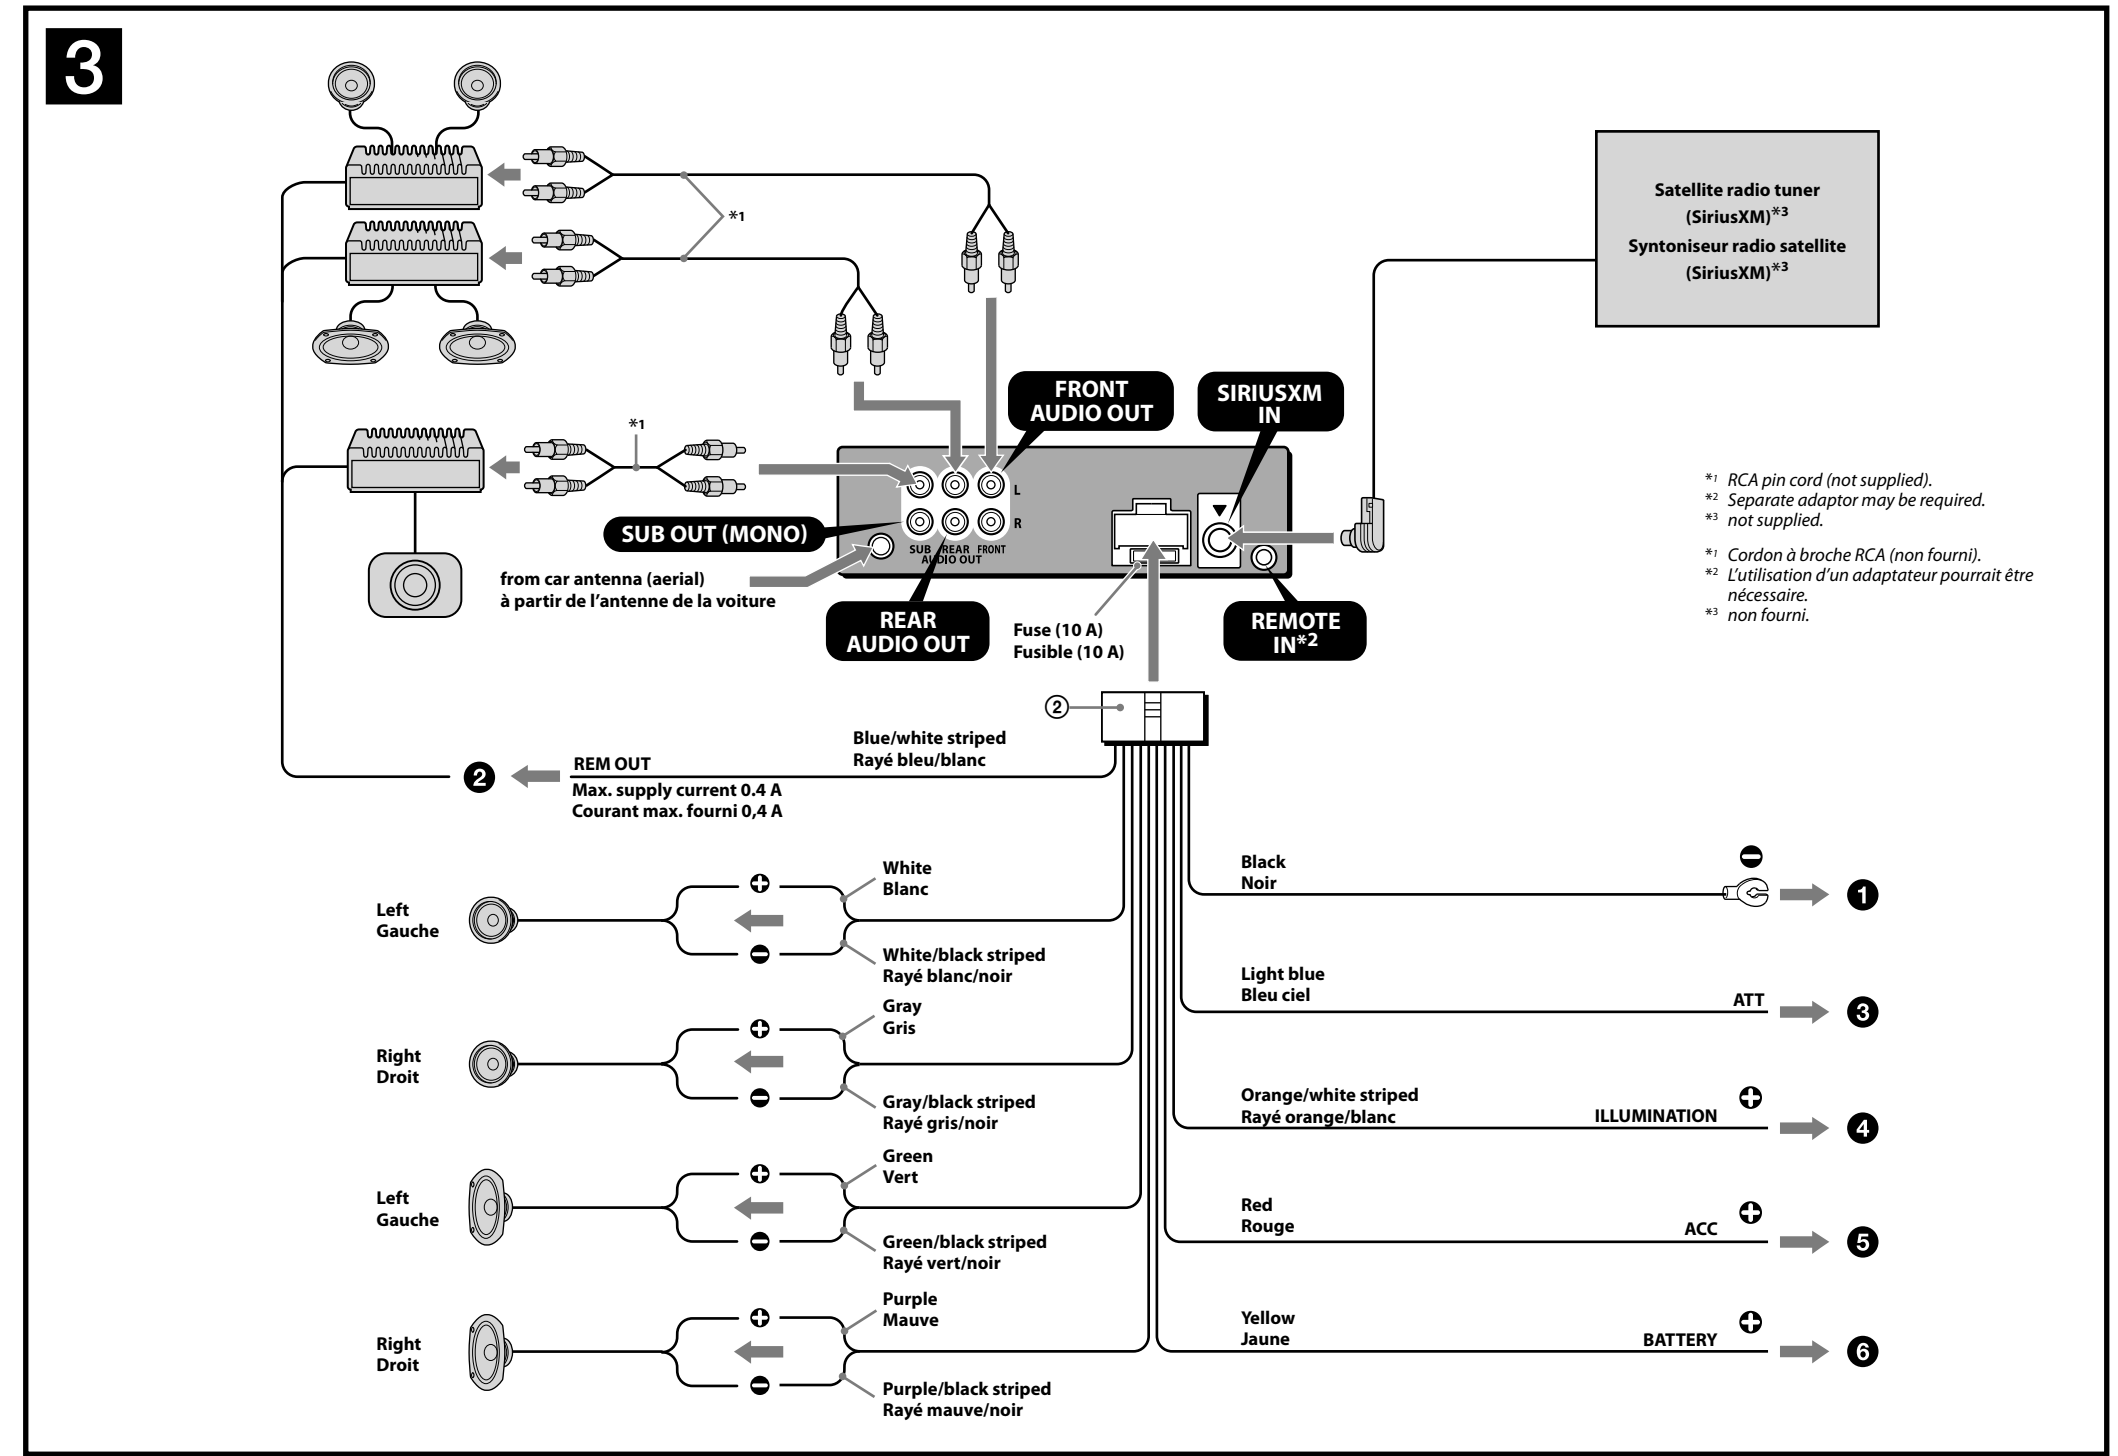 3
*1
Satellite radio tuner
(SiriusXM)*3
Syntoniseur radio satellite
(SiriusXM)*3
FRONT
AUDIO OUT
SIRIUSXM
IN
*1
L
R
SUB OUT (MONO)
SUB REAR FRONT
AUDIO OUT
from car antenna (aerial)
à partir de l'antenne de la voiture
REAR
AUDIO OUT
Fuse (10 A)
Fusible (10 A)
REMOTE
IN*2
*1 RCA pin cord (not supplied).
*2 Separate adaptor may be required.
*3 not supplied.
*1 Cordon à broche RCA (non fourni).
*2 L'utilisation d'un adaptateur pourrait être
nécessaire.
*3 non fourni.
2
Blue/white striped
Rayé bleu/blanc
2
REM OUT
Max. supply current 0.4 A
Courant max. fourni 0,4 A
Left
Gauche
+
−
White
Blanc
White/black striped
Rayé blanc/noir
Right
Droit
+
−
Gray
Gris
Gray/black striped
Rayé gris/noir
Left
Gauche
+
−
Green
Vert
Green/black striped
Rayé vert/noir
Right
Droit
+
−
Purple
Mauve
Purple/black striped
Rayé mauve/noir
Black
Noir
−
1
Light blue
Bleu ciel
ATT
3
Orange/white striped
Rayé orange/blanc
ILLUMINATION
+
4
Red
Rouge
ACC
+
5
Yellow
Jaune
BATTERY
+
6